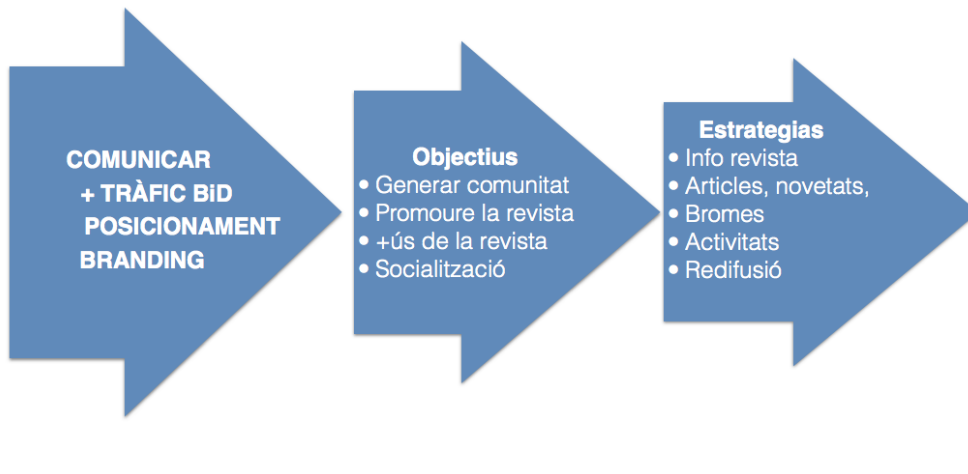 COMUNICAR
+ TRÀFIC BiD
POSICIONAMENT
BRANDING
Objectius
• Generar comunitat
• Promoure la revista
• +ús de la revista
• Socialització
Estrategias
• Info revista
• Articles, novetats,
• Bromes
• Activitats
• Redifusió